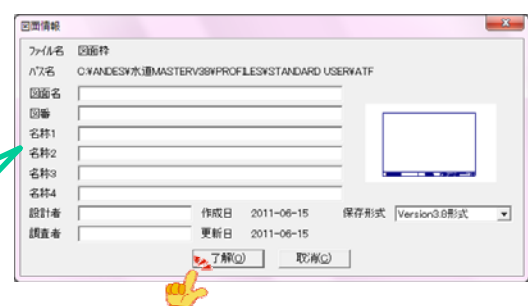 図面情報
ファイル名 図面枠
パス名 C:¥ANDES¥水道MASTERV38¥PROFILES¥STANDARD USER¥ATF
図面名
図番
名称1
名称2
名称3
名称4
設計者 作成日 2011-06-15 保存形式 Version3.8形式
調査者 更新日 2011-06-15
了解(O) 取消(C)